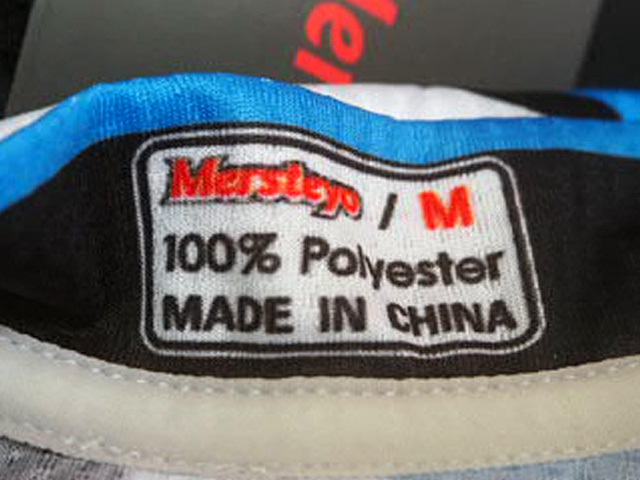 Mersteyo / M
100% Polyester
MADE IN CHINA